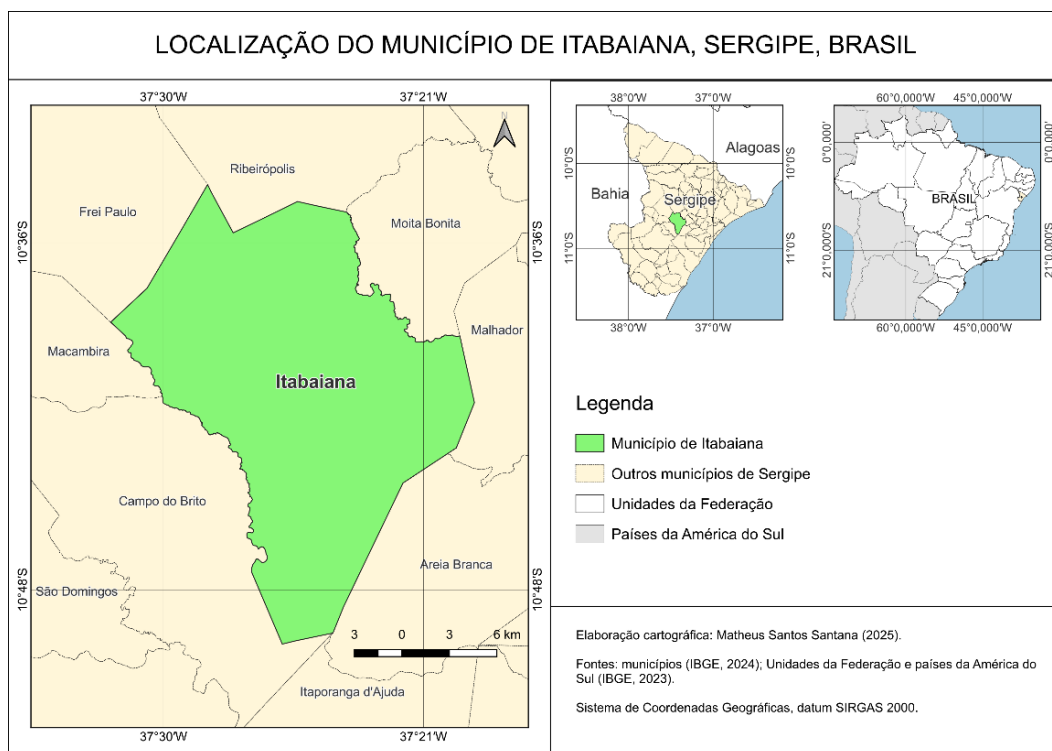 LOCALIZAÇÃO DO MUNICÍPIO DE ITABAIANA, SERGIPE, BRASIL
37°30'W
37°21'W
N
Ribeirópolis
Frei Paulo
Moita Bonita
10°36'S
10°36'S
Malhador
Macambira
Itabaiana
Campo do Brito
Areia Branca
São Domingos
10°48'S
10°48'S
3 0 3 6 km
Itaporanga d'Ajuda
37°30'W
37°21'W
38°0'S
37°0'W
Alagoas
10°0'S
10°0'S
Bahia
Sergipe
11°0'S
11°0'S
38°0'W
37°0'W
60°0,000'W
45°0,000'W
0°0,000'
0°0,000'
BRASIL
21°0,000'S
21°0,000'S
60°0,000'W
45°0,000'W
Legenda
Município de Itabaiana
Outros municípios de Sergipe
Unidades da Federação
Países da América do Sul
Elaboração cartográfica: Matheus Santos Santana (2025).
Fontes: municípios (IBGE, 2024); Unidades da Federação e países da América do
Sul (IBGE, 2023).
Sistema de Coordenadas Geográficas, datum SIRGAS 2000.